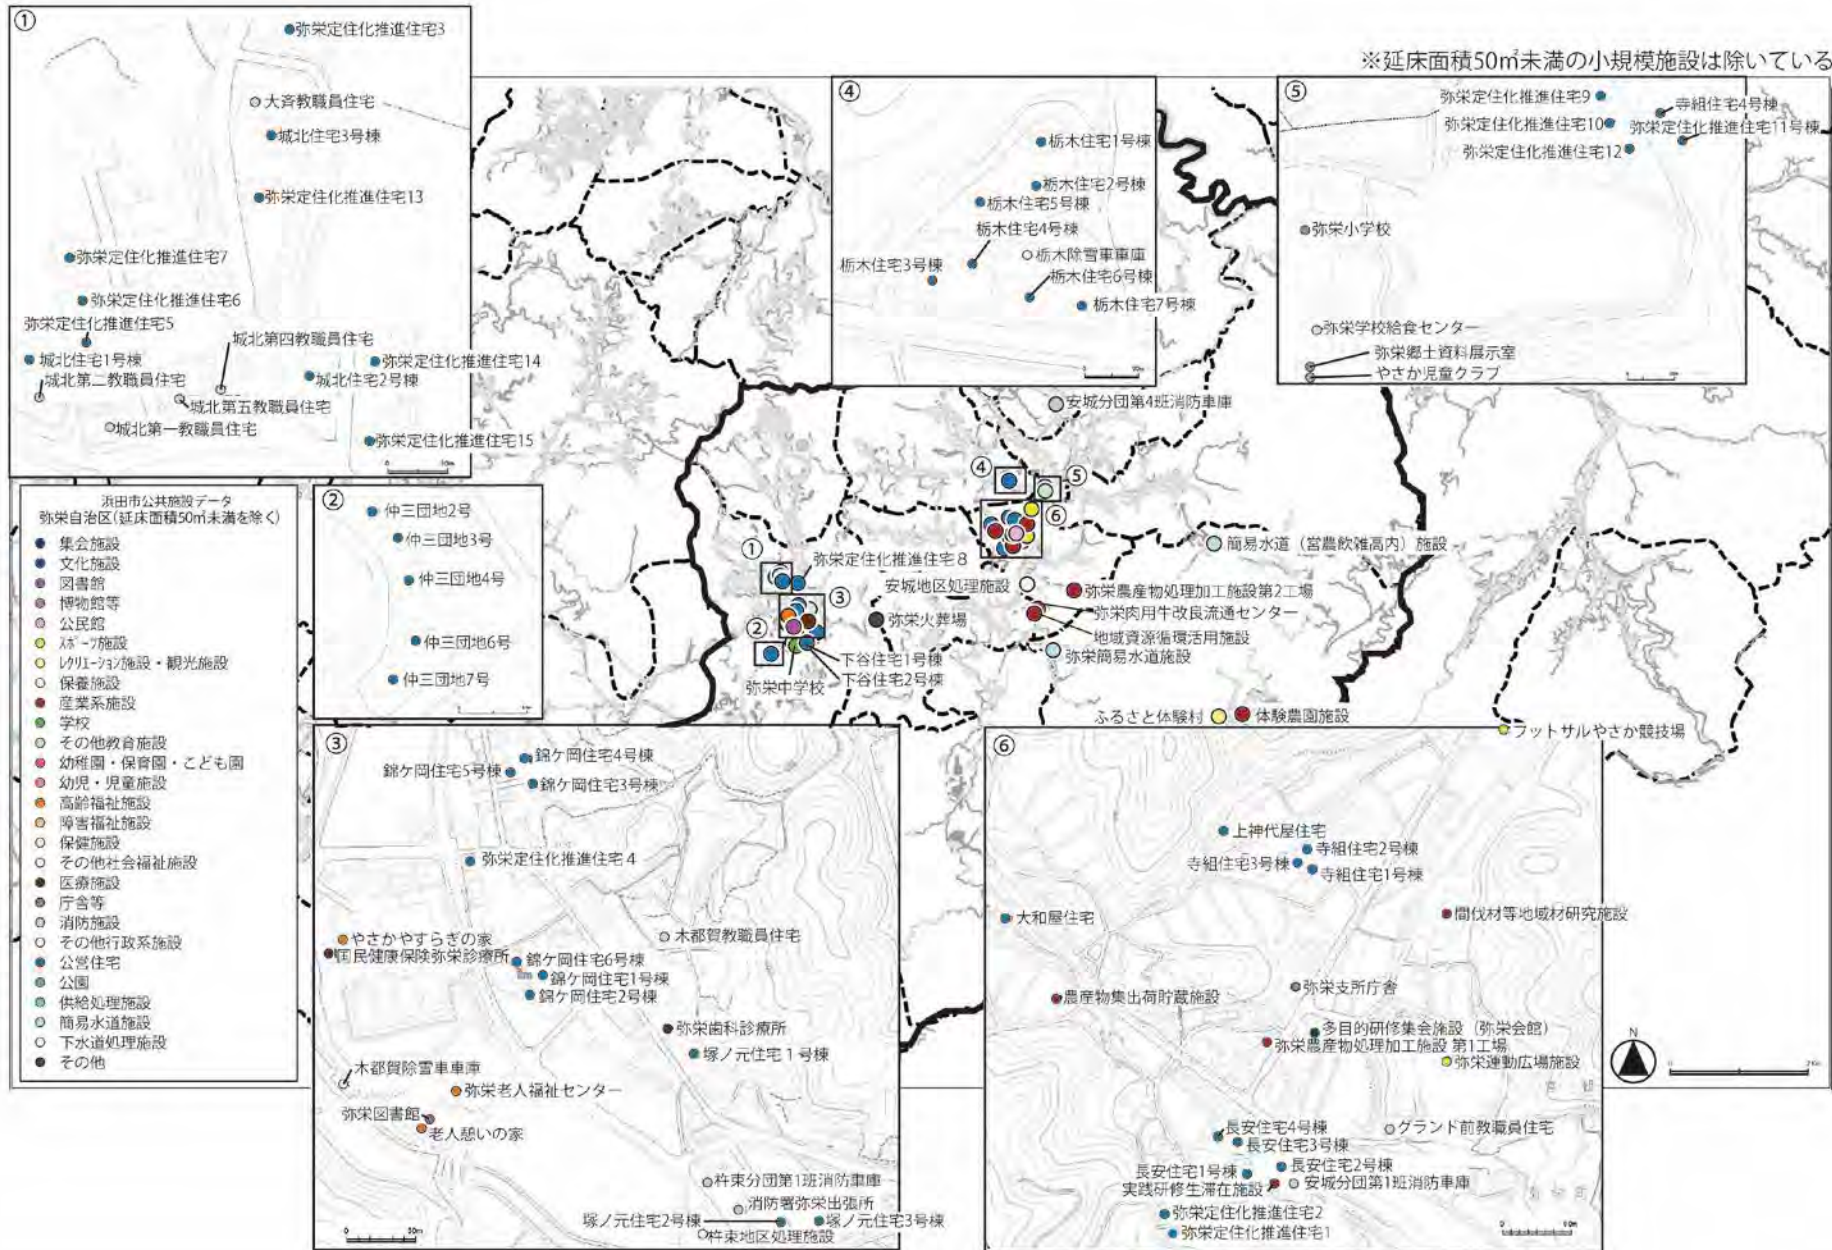 ※延床面積50㎡未満の小規模施設は除いている
①
弥栄定住化推進住宅3
大斉教職員住宅
城北住宅3号棟
弥栄定住化推進住宅13
弥栄定住化推進住宅7
弥栄定住化推進住宅6
弥栄定住化推進住宅5
城北第四教職員住宅
城北住宅1号棟
弥栄定住化推進住宅14
城北第二教職員住宅
城北住宅2号棟
城北第五教職員住宅
城北第一教職員住宅
弥栄定住化推進住宅15
④
栃木住宅1号棟
栃木住宅2号棟
栃木住宅5号棟
栃木住宅4号棟
栃木除雪車車庫
栃木住宅3号棟
栃木住宅6号棟
栃木住宅7号棟
⑤
弥栄定住化推進住宅9
寺組住宅4号棟
弥栄定住化推進住宅10
弥栄定住化推進住宅11号棟
弥栄定住化推進住宅12
弥栄小学校
弥栄学校給食センター
弥栄郷土資料展示室
やさか児童クラブ
浜田市公共施設データ
弥栄自治区(延床面積50㎡未満を除く)
集会施設
文化施設
図書館
博物館等
公民館
スポーツ施設
レクリエーション施設・観光施設
保養施設
産業系施設
学校
その他教育施設
幼稚園・保育園・こども園
幼児・児童施設
高齢福祉施設
障害福祉施設
保健施設
その他社会福祉施設
医療施設
庁舎等
消防施設
その他行政系施設
公営住宅
公園
供給処理施設
簡易水道施設
下水道処理施設
その他
②
仲三団地2号
仲三団地3号
仲三団地4号
仲三団地6号
仲三団地7号
安城分団第4班消防車庫
④
⑤
⑥
簡易水道(営農飲雑高内)施設
①
弥栄定住化推進住宅8
安城地区処理施設
弥栄農産物処理加工施設第2工場
③
弥栄火葬場
弥栄肉用牛改良流通センター
地域資源循環活用施設
②
弥栄簡易水道施設
下谷住宅1号棟
下谷住宅2号棟
弥栄中学校
ふるさと体験村
体験農園施設
フットサルやさか競技場
③
錦ケ岡住宅4号棟
錦ケ岡住宅5号棟
錦ケ岡住宅3号棟
弥栄定住化推進住宅4
やさかやすらぎの家
木都賀教職員住宅
国民健康保険弥栄診療所
錦ケ岡住宅6号棟
錦ケ岡住宅1号棟
錦ケ岡住宅2号棟
弥栄歯科診療所
塚ノ元住宅1号棟
木都賀除雪車車庫
弥栄老人福祉センター
弥栄図書館
老人憩いの家
杵束分団第1班消防車庫
消防署弥栄出張所
塚ノ元住宅2号棟
塚ノ元住宅3号棟
杵束地区処理施設
50m
⑥
上神代屋住宅
寺組住宅2号棟
寺組住宅3号棟
寺組住宅1号棟
大和屋住宅
間伐材等地域材研究施設
弥栄支所庁舎
農産物集出荷貯蔵施設
多目的研修集会施設(弥栄会館)
弥栄農産物処理加工施設 第1工場
弥栄運動広場施設
長安住宅4号棟
グランド前教職員住宅
長安住宅3号棟
長安住宅1号棟
長安住宅2号棟
実践研修生滞在施設
安城分団第1班消防車庫
弥栄定住化推進住宅2
弥栄定住化推進住宅1
N